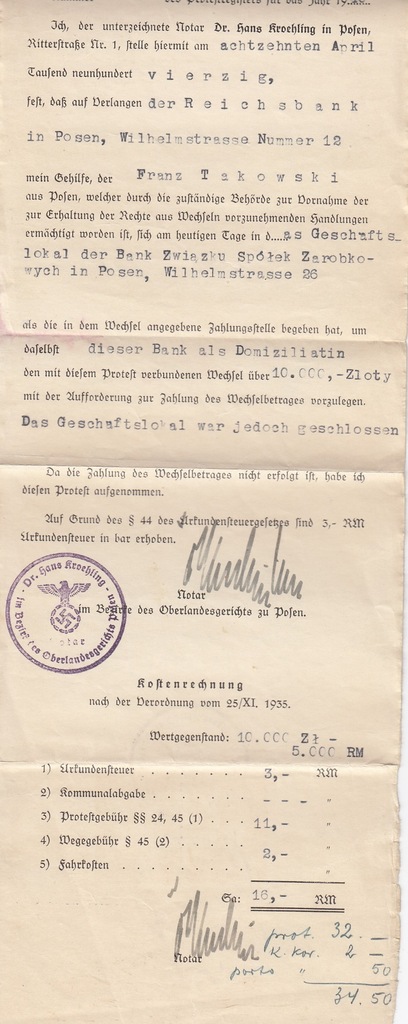 des Protestregisters für das Jahr 19
Ich, der unterzeichnete Notar Dr. Hans Kroehling in Posen,
Ritterstraße Nr. 1, stelle hiermit am achtzehnten April
Tausend neunhundert vierzig,
fest, daß auf Verlangen der Reichsbank
in Posen, Wilhelmstrasse Nummer 12
mein Gehilfe, der Franz Takowski
aus Posen, welcher durch die zuständige Behörde zur Vornahme der
zur Erhaltung der Rechte aus Wechseln vorzunehmenden Handlungen
ermächtigt worden ist, sich am heutigen Tage in d....as Geschafts_
lokal der Bank Związku Spółek Zarobko-
wych in Posen, Wilhelmstrasse 26
als die in dem Wechsel angegebene Zahlungsstelle begeben hat, um
daselbst dieser Bank als Domiziliatin
den mit diesem Protest verbundenen Wechsel über 10.000,-Zloty
mit der Aufforderung zur Zahlung des Wechselbetrages vorzulegen.
Das Geschaftslokal war jedoch geschlossen
Da die Zahlung des Wechselbetrages nicht erfolgt ist, habe ich
diesen Protest aufgenommen.
Auf Grund des § 44 des Urkundensteuergesetzes sind 3,- RM
Urkundensteuer in bar erhoben.
Notar
im Bezirke des Oberlandesgerichts zu Posen.
Dr. Hans Kroehling
Notar
im Bezirk des Oberlandesgerichts Posen
Kostenrechnung
nach der Verordnung vom 25/XI. 1935.
Wertgegenstand: 10.000 Zł -
5.000 RM
1) Urkundensteuer . . . . . . . 3,- RM
2) Kommunalabgabe . . . . . . . - - - "
3) Protestgebühr §§ 24, 45 (1) . . . 11,- "
4) Wegegebühr § 45 (2) . . . . . 2,- "
5) Fahrkosten . . . . . . . . . "
Sa: 16,- RM
Notar
prot. 32 —
k. kor. 2 —
porto " 50
34.50